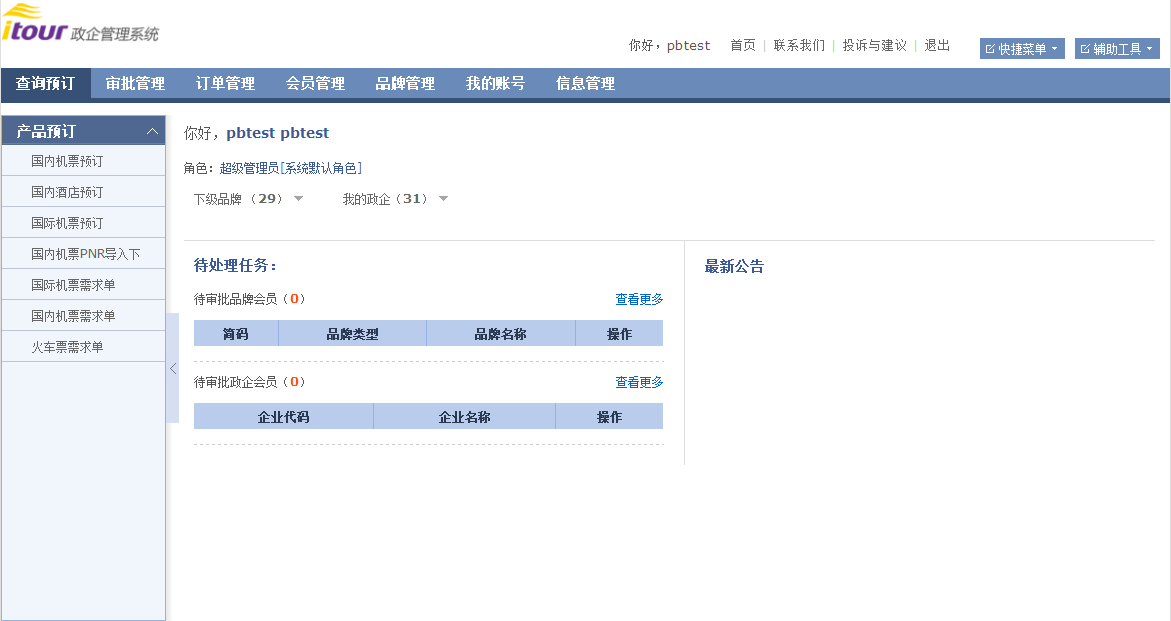 itour 政企管理系统
你好，pbtest 首页 | 联系我们 | 投诉与建议 | 退出 快捷菜单 辅助工具
查询预订 审批管理 订单管理 会员管理 品牌管理 我的账号 信息管理
产品预订
国内机票预订
国内酒店预订
国际机票预订
国内机票PNR导入下
国际机票需求单
国内机票需求单
火车票需求单
你好，pbtest pbtest
角色：超级管理员[系统默认角色]
下级品牌 （29） 我的政企（31）
待处理任务：
待审批品牌会员（0） 查看更多
简码 品牌类型 品牌名称 操作
待审批政企会员（0） 查看更多
企业代码 企业名称 操作
最新公告